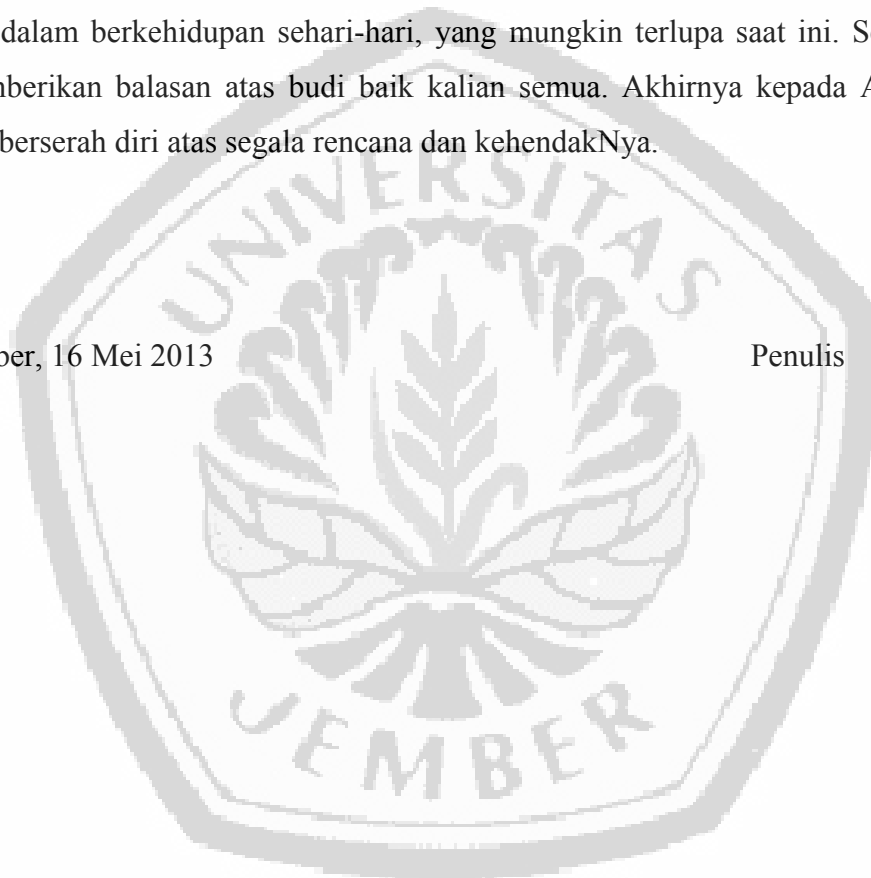 dalam berkehidupan sehari-hari, yang mungkin terlupa saat ini.
berikan balasan atas budi baik kalian semua. Akhirnya kepada
berserah diri atas segala rencana dan kehendakNya.
UNIVERSITAS
ber, 16 Mei 2013 Penulis
JEMBER